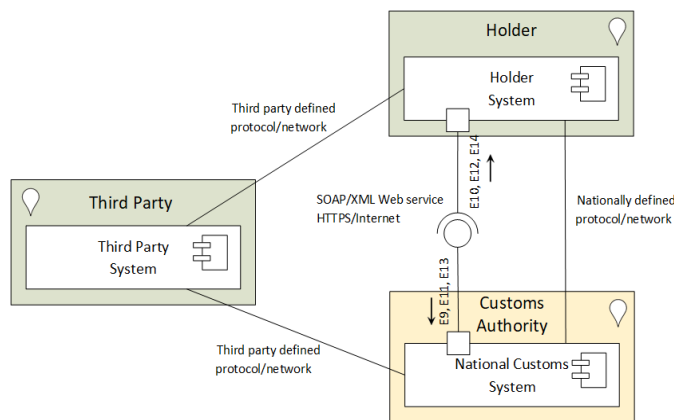 Holder
Holder
System
Third party defined
protocol/network
E10, E12, E14
SOAP/XML Web service
HTTPS/Internet
Nationally defined
protocol/network
Third Party
Third Party
System
E9, E11, E13
Customs
Authority
Third party defined
protocol/network
National Customs
System